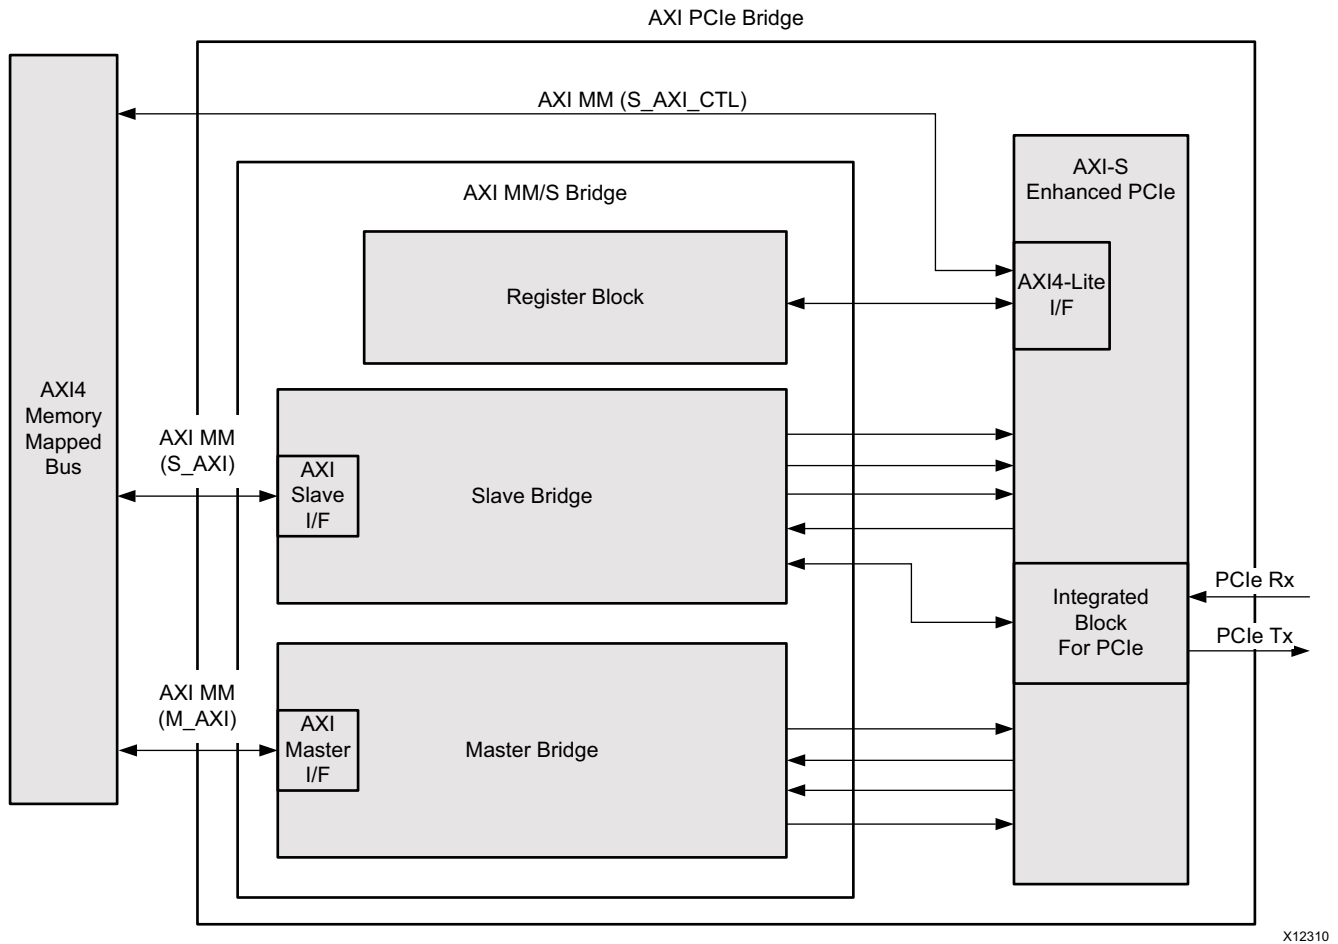 AXI PCIe Bridge
AXI MM (S_AXI_CTL)
AXI-S
Enhanced PCIe
AXI MM/S Bridge
AXI4-Lite
I/F
Register Block
AXI4
Memory
Mapped
Bus
AXI MM
(S_AXI)
AXI
Slave
I/F
Slave Bridge
Integrated
Block
For PCIe
PCIe Rx
PCIe Tx
AXI MM
(M_AXI)
AXI
Master
I/F
Master Bridge
X12310